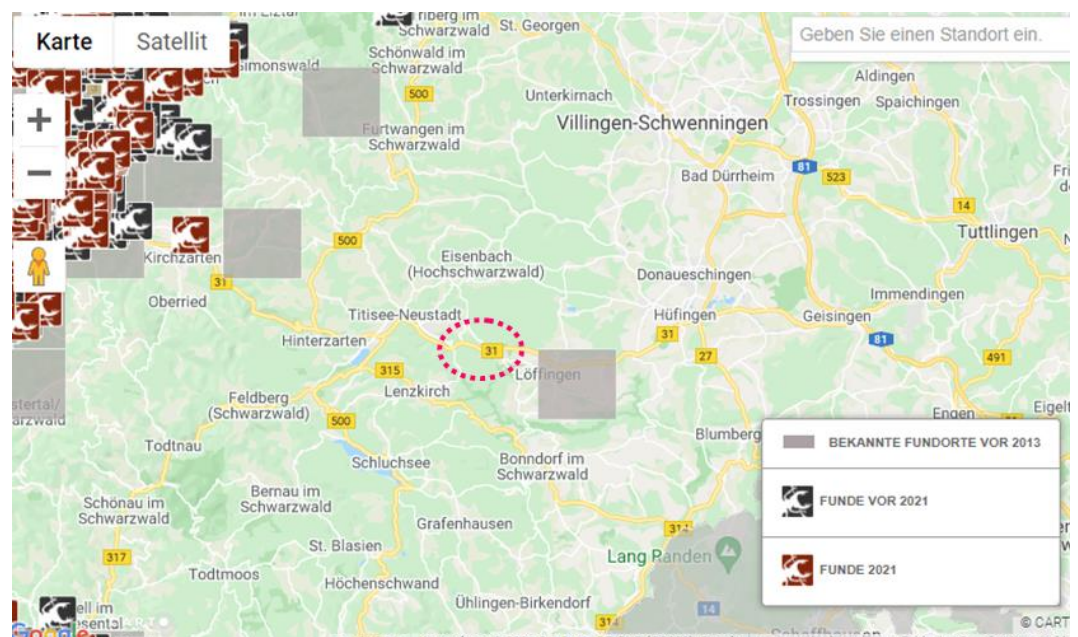 Karte
Satellit
Geben Sie einen Standort ein.
Schwarzwald
St. Georgen
Schönwald im
Schwarzwald
500
Unterkirnach
Villingen-Schwenningen
Aldingen
Trossingen
Spaichingen
Furtwangen im
Schwarzwald
Bad Dürrheim
81
523
14
Tuttlingen
500
Kirchzarten
Eisenbach
(Hochschwarzwald)
Donaueschingen
31
Oberried
Immendingen
Titisee-Neustadt
Hüfingen
Geisingen
Hinterzarten
31
31
27
81
491
315
Löffingen
Lenzkirch
Feldberg
(Schwarzwald)
500
Engen
Todtnau
Blumberg
Schluchsee
Bonndorf im
Schwarzwald
Schönau im
Schwarzwald
Bernau im
Schwarzwald
Grafenhausen
314
Lang Randen
317
St. Blasien
Todtmoos
Höchenschwand
Ühlingen-Birkendorf
314
14
BEKANNTE FUNDORTE VOR 2013
FUNDE VOR 2021
FUNDE 2021
Google
© CART